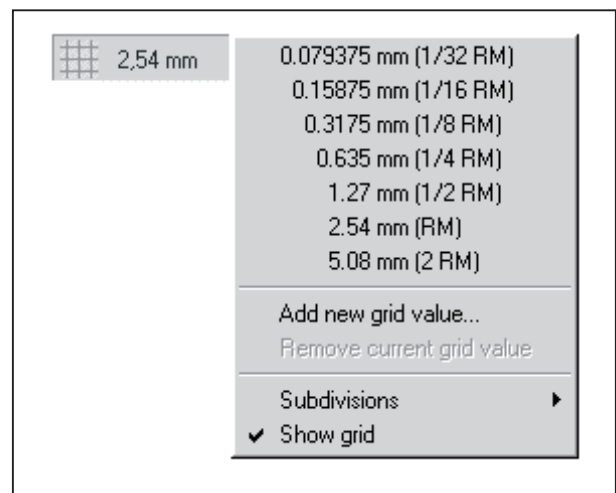 2,54 mm
0.079375 mm (1/32 RM)
0.15875 mm (1/16 RM)
0.3175 mm (1/8 RM)
0.635 mm (1/4 RM)
1.27 mm (1/2 RM)
2.54 mm (RM)
5.08 mm (2 RM)
Add new grid value...
Remove current grid value
Subdivisions
Show grid